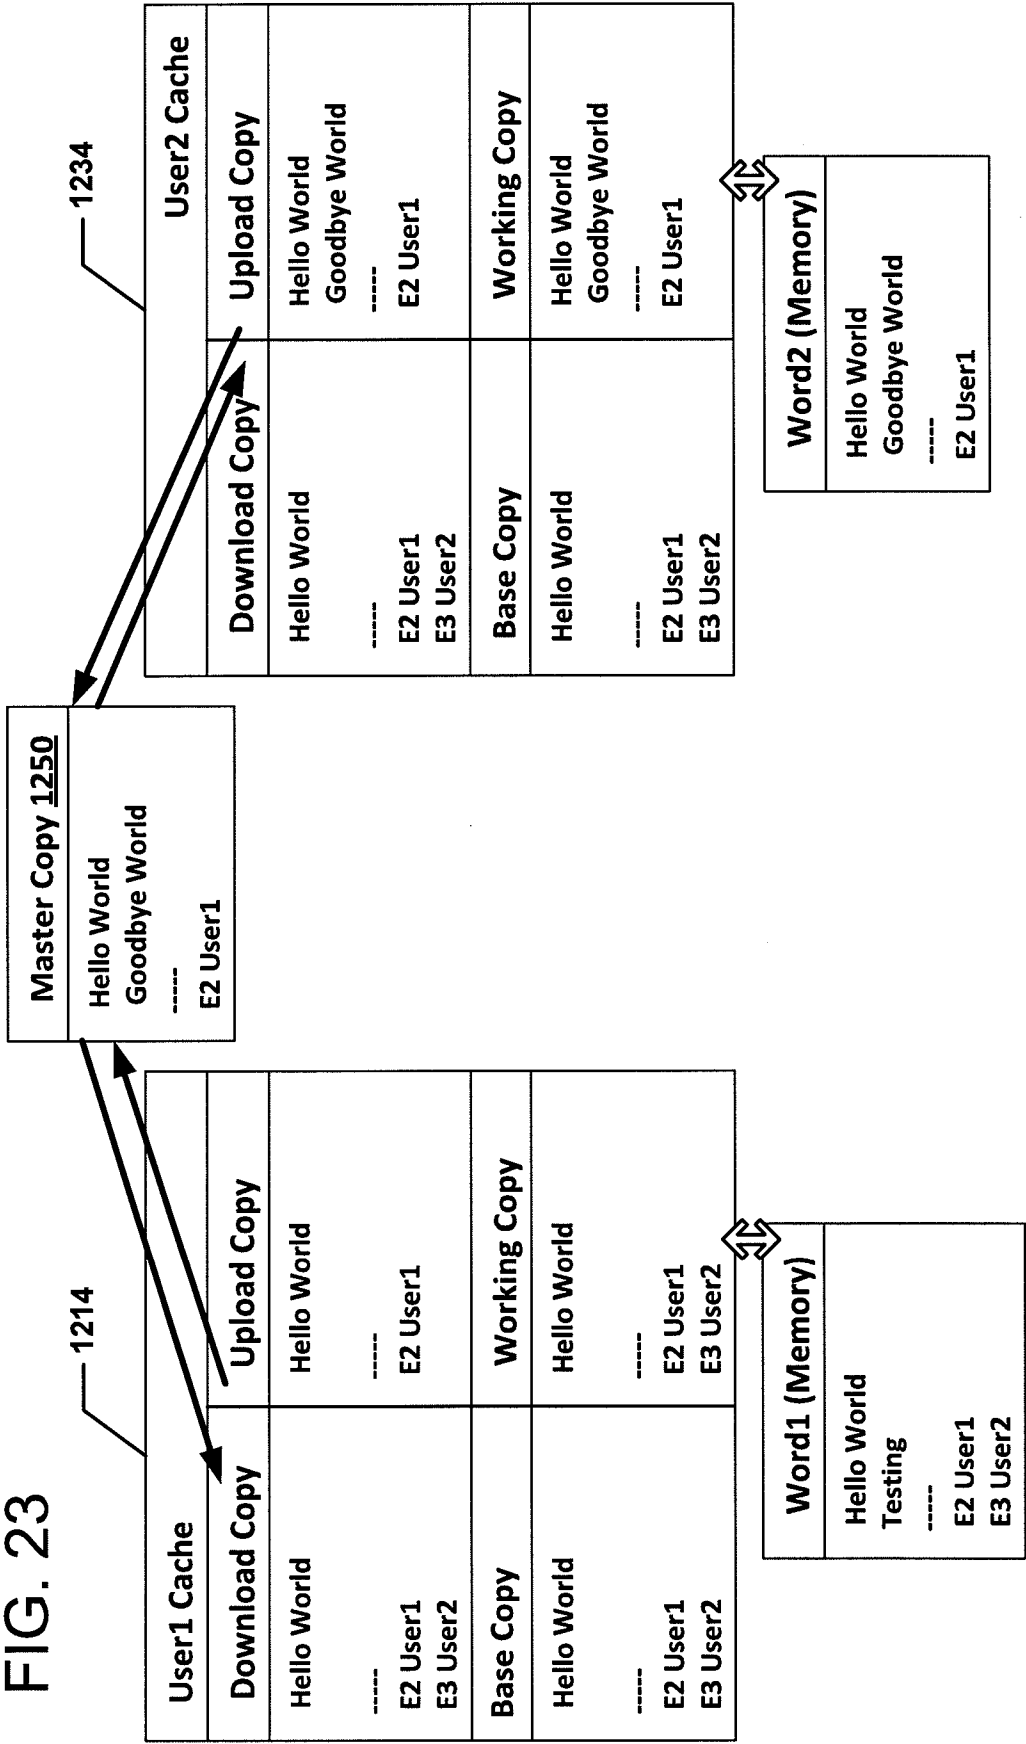 FIG. 23
1214
User1 Cache
Download Copy
Hello World
-----
E2 User1
E3 User2
Upload Copy
Hello World
-----
E2 User1
Base Copy
Hello World
-----
E2 User1
E3 User2
Working Copy
Hello World
-----
E2 User1
E3 User2
Word1 (Memory)
Hello World
Testing
-----
E2 User1
E3 User2
Master Copy 1250
Hello World
Goodbye World
-----
E2 User1
1234
User2 Cache
Download Copy
Hello World
-----
E2 User1
E3 User2
Upload Copy
Hello World
Goodbye World
-----
E2 User1
Base Copy
Hello World
-----
E2 User1
E3 User2
Working Copy
Hello World
Goodbye World
-----
E2 User1
Word2 (Memory)
Hello World
Goodbye World
-----
E2 User1